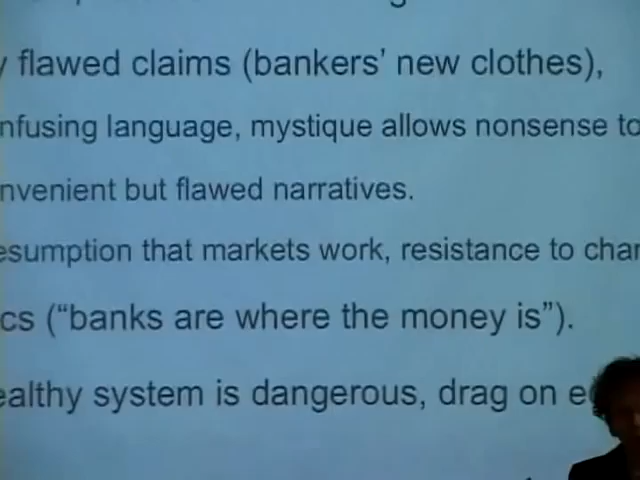 flawed claims (bankers’ new clothes),
nfusing language, mystique allows nonsense to
nvenient but flawed narratives.
esumption that markets work, resistance to chan
cs (“banks are where the money is”).
ealthy system is dangerous, drag on e